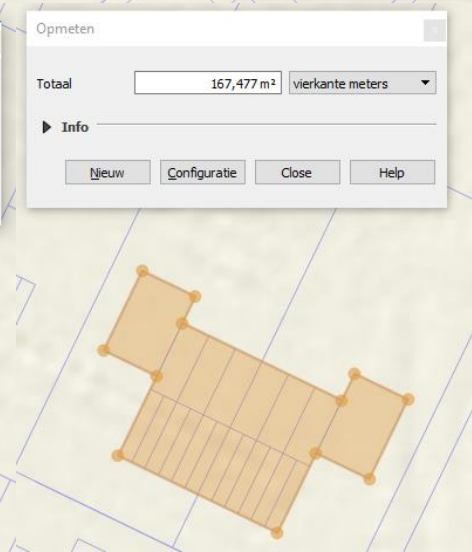 Opmeten
Totaal 167,477 m² vierkante meters
Info
Nieuw Configuratie Close Help